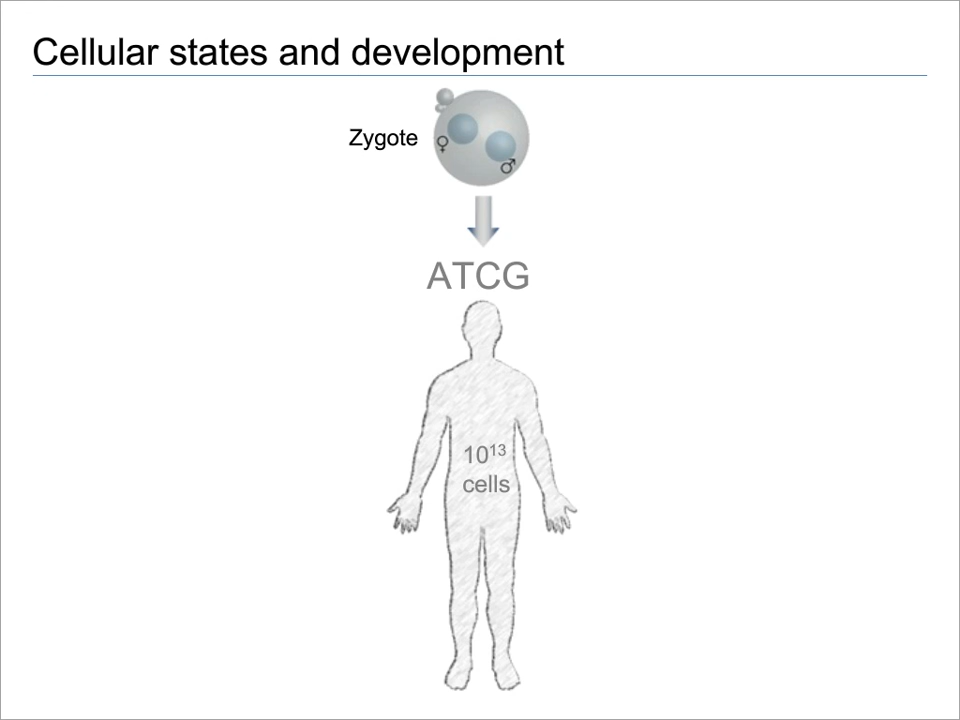 Cellular states and development
Zygote
♀
♂
ATCG
10¹³
cells